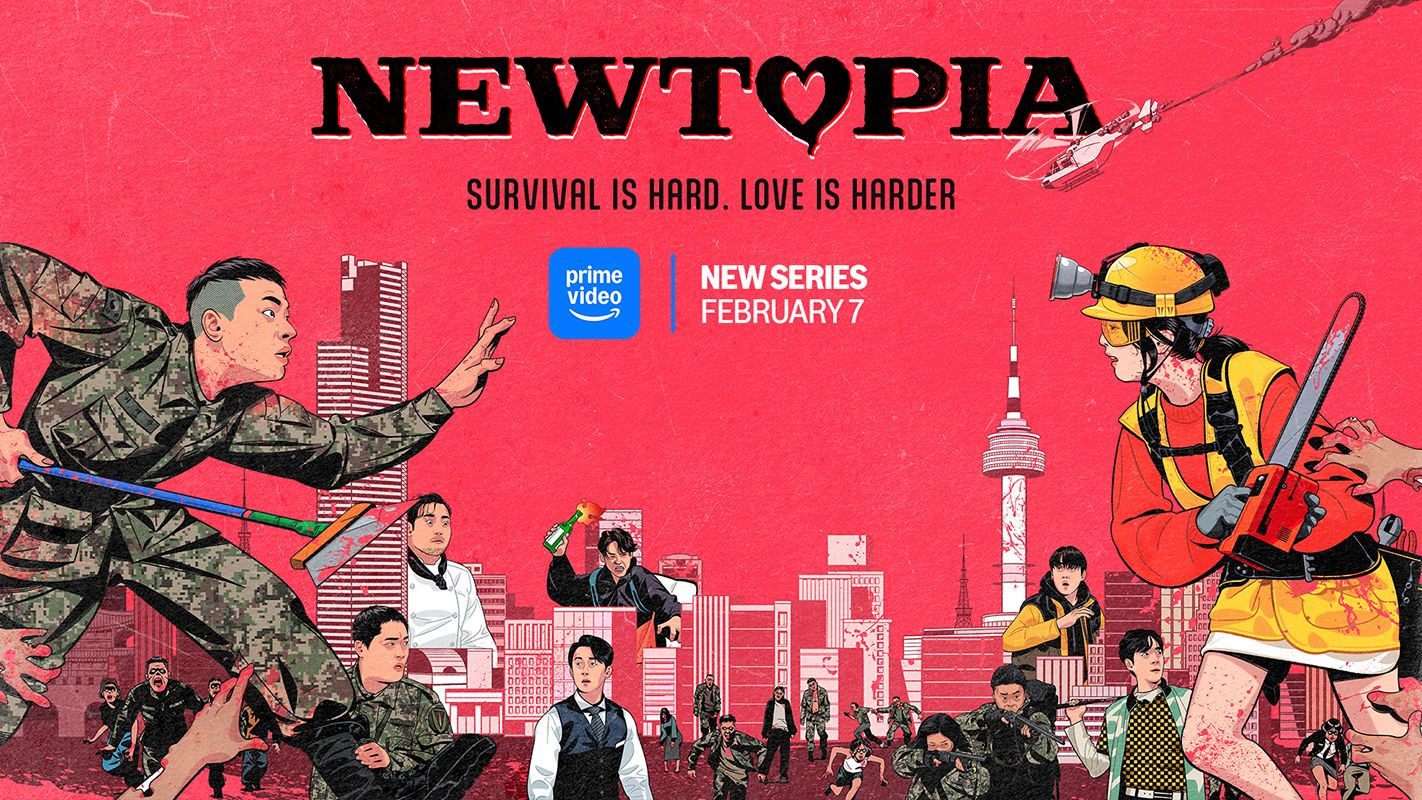 NEWTOPIA
SURVIVAL IS HARD. LOVE IS HARDER
prime
video
NEW SERIES
FEBRUARY 7